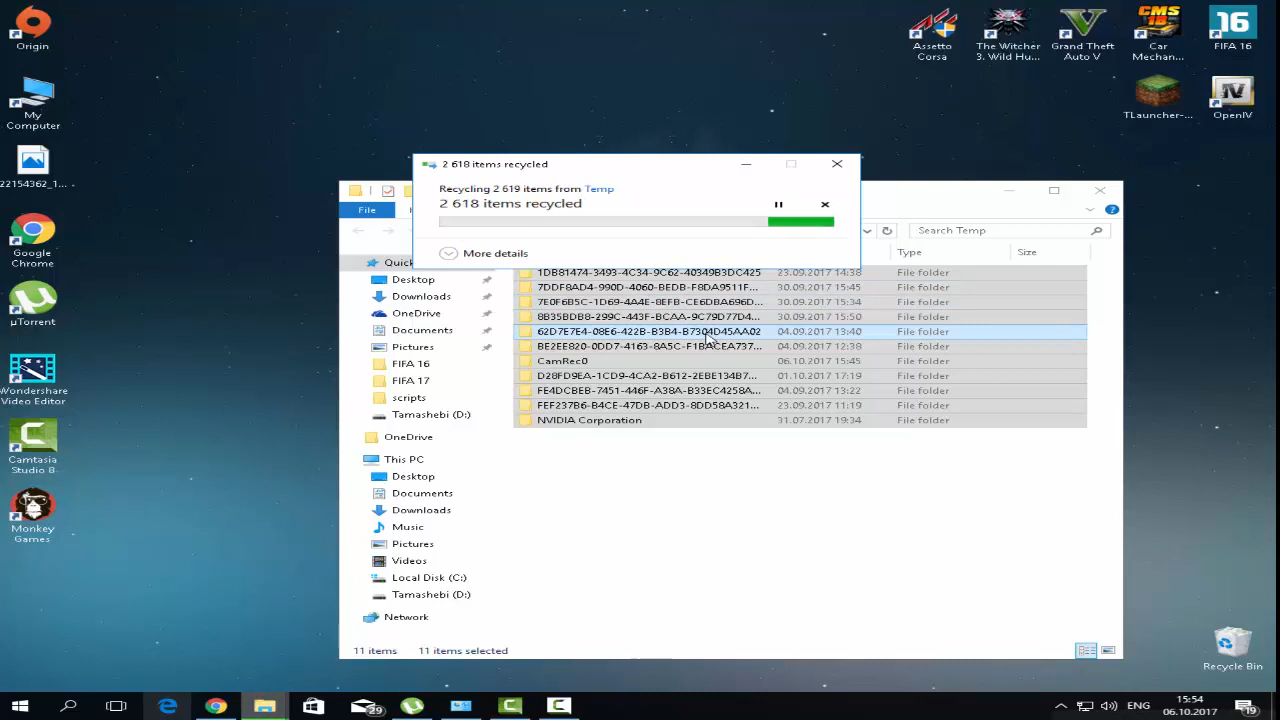 Origin
My
Computer
22154362_1...
Google
Chrome
µTorrent
Wondershare
Video Editor
Camtasia
Studio 8
Monkey
Games
Assetto
Corsa
The Witcher
3. Wild Hu...
Grand Theft
Auto V
CMS
18
Car
Mechan...
16
FIFA 16
TLauncher-...
IV
OpenIV
2 618 items recycled
Recycling 2 619 items from Temp
2 618 items recycled
More details
File
Search Temp
Type
Size
Quick
Desktop
Downloads
OneDrive
Documents
Pictures
FIFA 16
FIFA 17
scripts
Tamashebi (D:)
OneDrive
This PC
Desktop
Documents
Downloads
Music
Pictures
Videos
Local Disk (C:)
Tamashebi (D:)
Network
1DB81474-3493-4C34-9C62-40349B3DC425 23.09.2017 14:38 File folder
7DDF8AD4-990D-4060-BEDB-F8DA9511F... 30.09.2017 15:45 File folder
7E0F6B5C-1D69-4A4E-8EFB-CE6DBA696D... 30.09.2017 15:34 File folder
8B35BDB8-299C-443F-BCAA-9C79D77D4... 30.09.2017 15:50 File folder
62D7E7E4-08E6-422B-B3B4-B7304D45AA02 04.09.2017 13:40 File folder
BE2EE820-0DD7-4163-8A5C-F1BACEA737... 04.09.2017 12:38 File folder
CamRec0 06.10.2017 15:45 File folder
D28FD9EA-1CD9-4CA2-B612-2EBE134B7... 01.10.2017 17:19 File folder
FE4DCBEB-7451-446F-A38A-B33EC4258A... 04.09.2017 13:22 File folder
FEF237B6-B4CE-47DB-ADD3-8DD58A321... 23.09.2017 11:19 File folder
NVIDIA Corporation 31.07.2017 19:34 File folder
11 items 11 items selected
Recycle Bin
29
ENG
15:54
06.10.2017
19